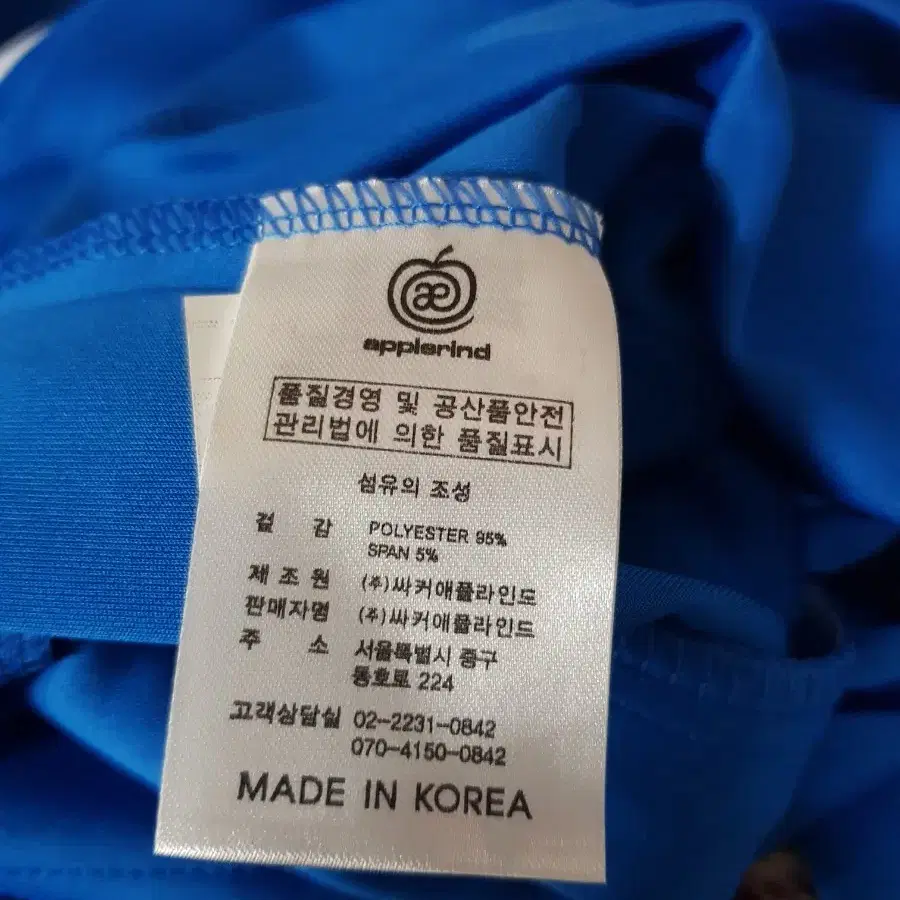 æ
applerind
품질경영 및 공산품안전
관리법에 의한 품질표시
섬유의 조성
겉 감 POLYESTER 95%
SPAN 5%
제 조 원 (주)싸커애플라인드
판매자명 (주)싸커애플라인드
주 소 서울특별시 중구
동호로 224
고객상담실 02-2231-0842
070-4150-0842
MADE IN KOREA